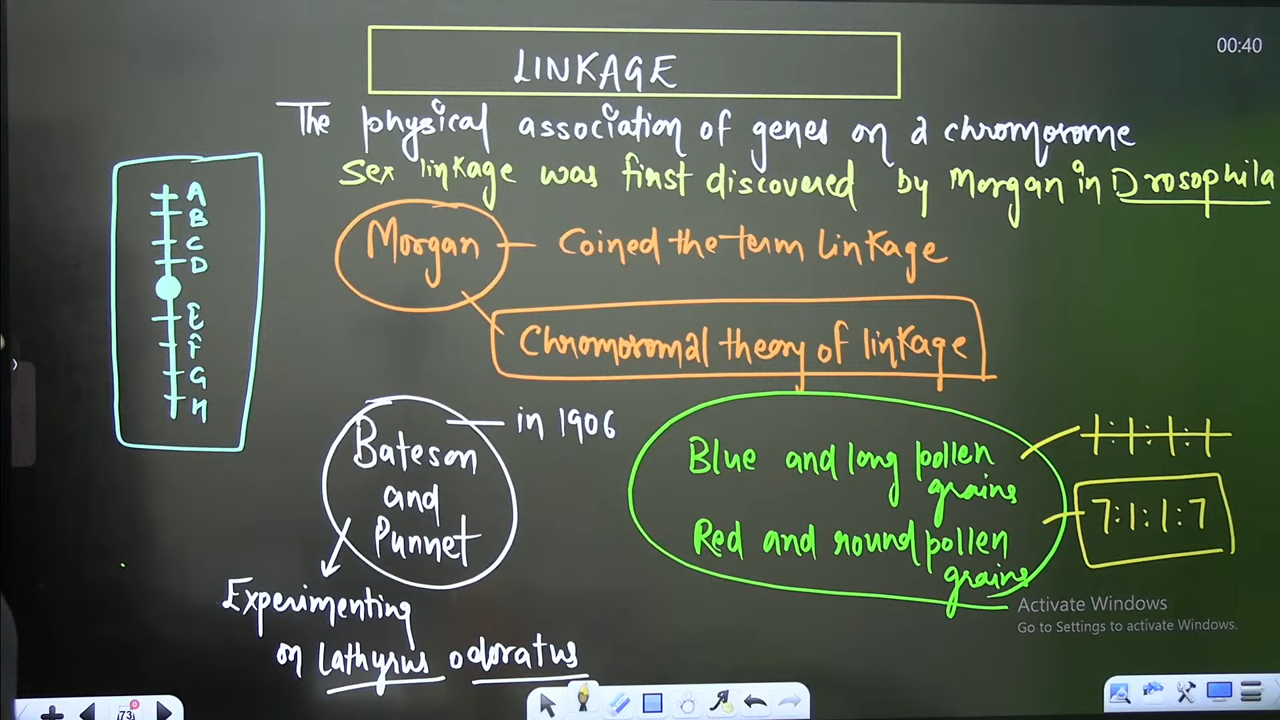 00:40
LINKAGE
The physical association of genes on a chromosome
Sex linkage was first discovered by Morgan in Drosophila
A
B
C
D
E
F
G
H
Morgan - Coined the term linkage
Chromosomal theory of linkage
Bateson and Punnet
in 1906
Experimenting
on Lathyrus odoratus
Blue and long pollen
grains
Red and round pollen
grains
1:1:1:1
7:1:1:7
Activate Windows
Go to Settings to activate Windows.
73
0